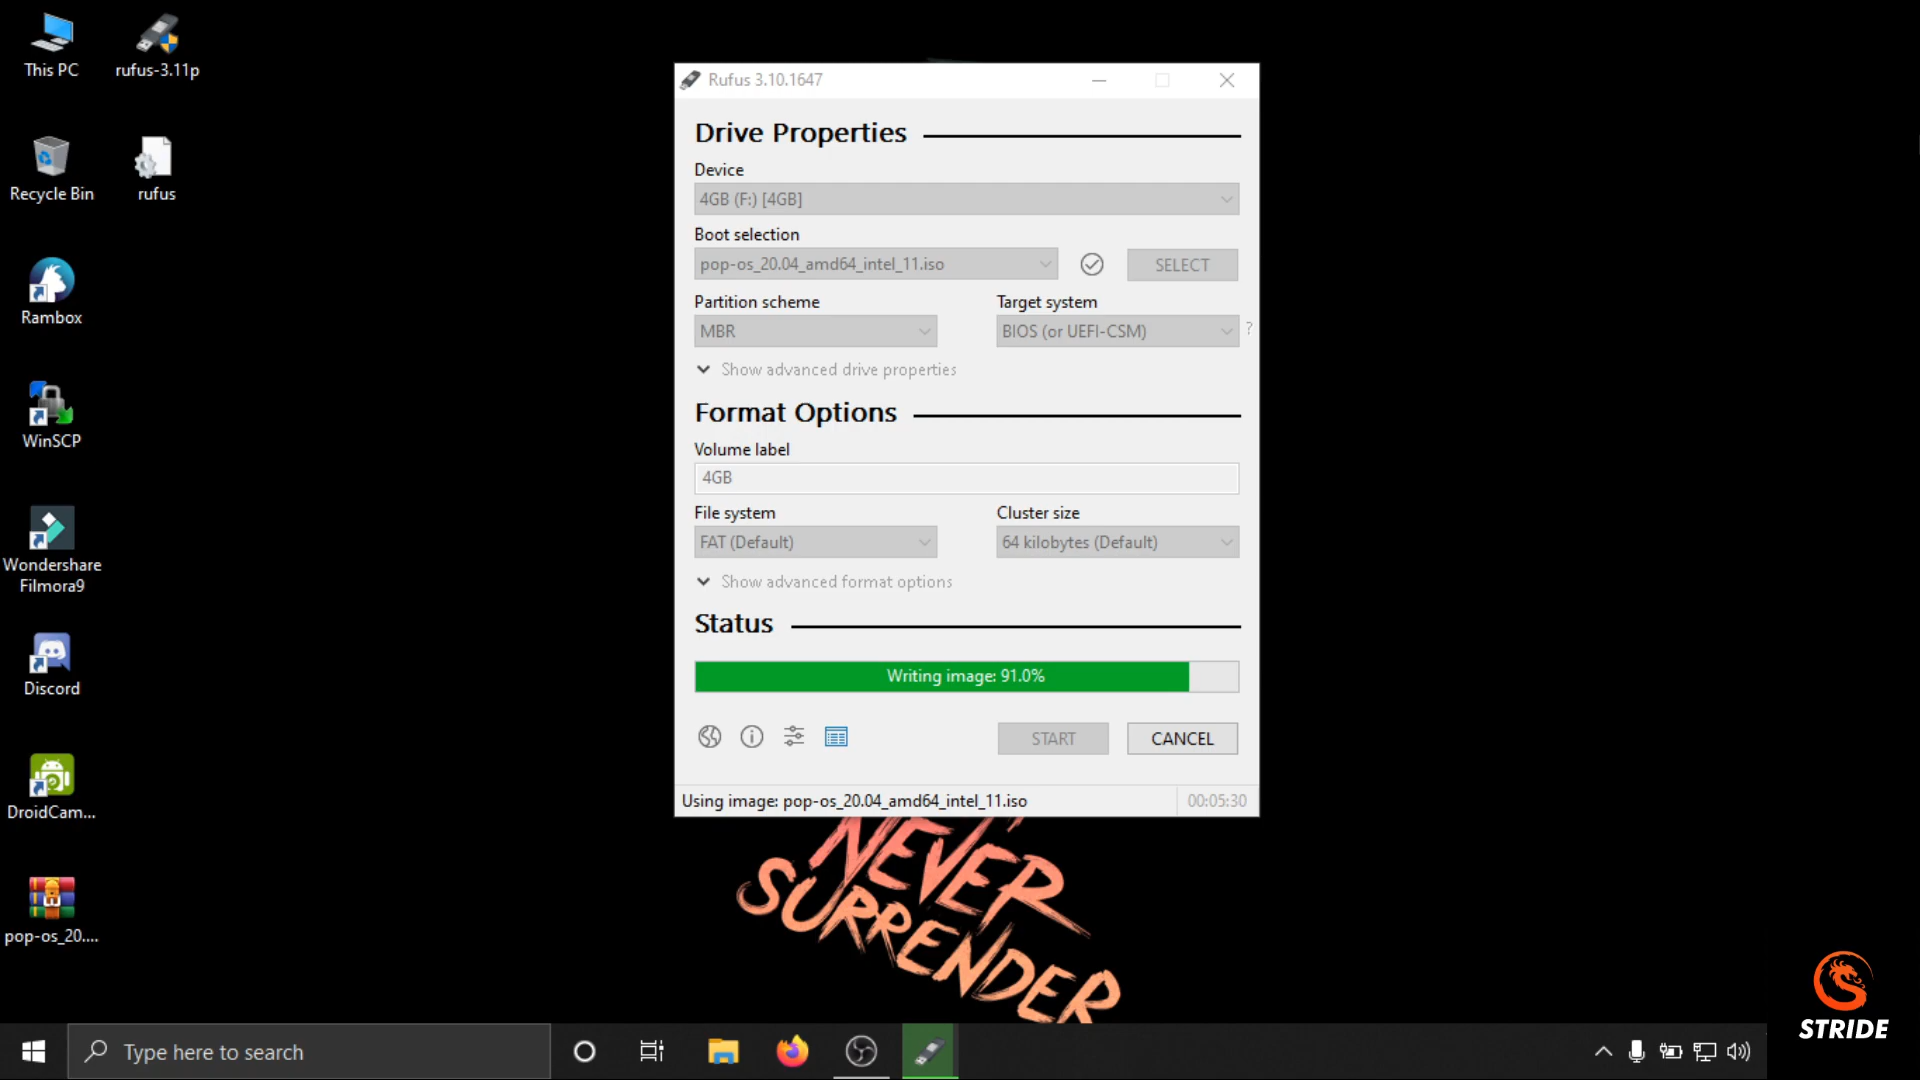 This PC
rufus-3.11p
Recycle Bin
rufus
Rambox
WinSCP
Wondershare
Filmora9
Discord
DroidCam...
pop-os_20....
Rufus 3.10.1647
Drive Properties
Device
4GB (F:) [4GB]
Boot selection
pop-os_20.04_amd64_intel_11.iso
SELECT
Partition scheme
Target system
MBR
BIOS (or UEFI-CSM)
?
Show advanced drive properties
Format Options
Volume label
4GB
File system
Cluster size
FAT (Default)
64 kilobytes (Default)
Show advanced format options
Status
Writing image: 91.0%
START
CANCEL
Using image: pop-os_20.04_amd64_intel_11.iso
00:05:30
NEVER
SURRENDER
STRIDE
Type here to search